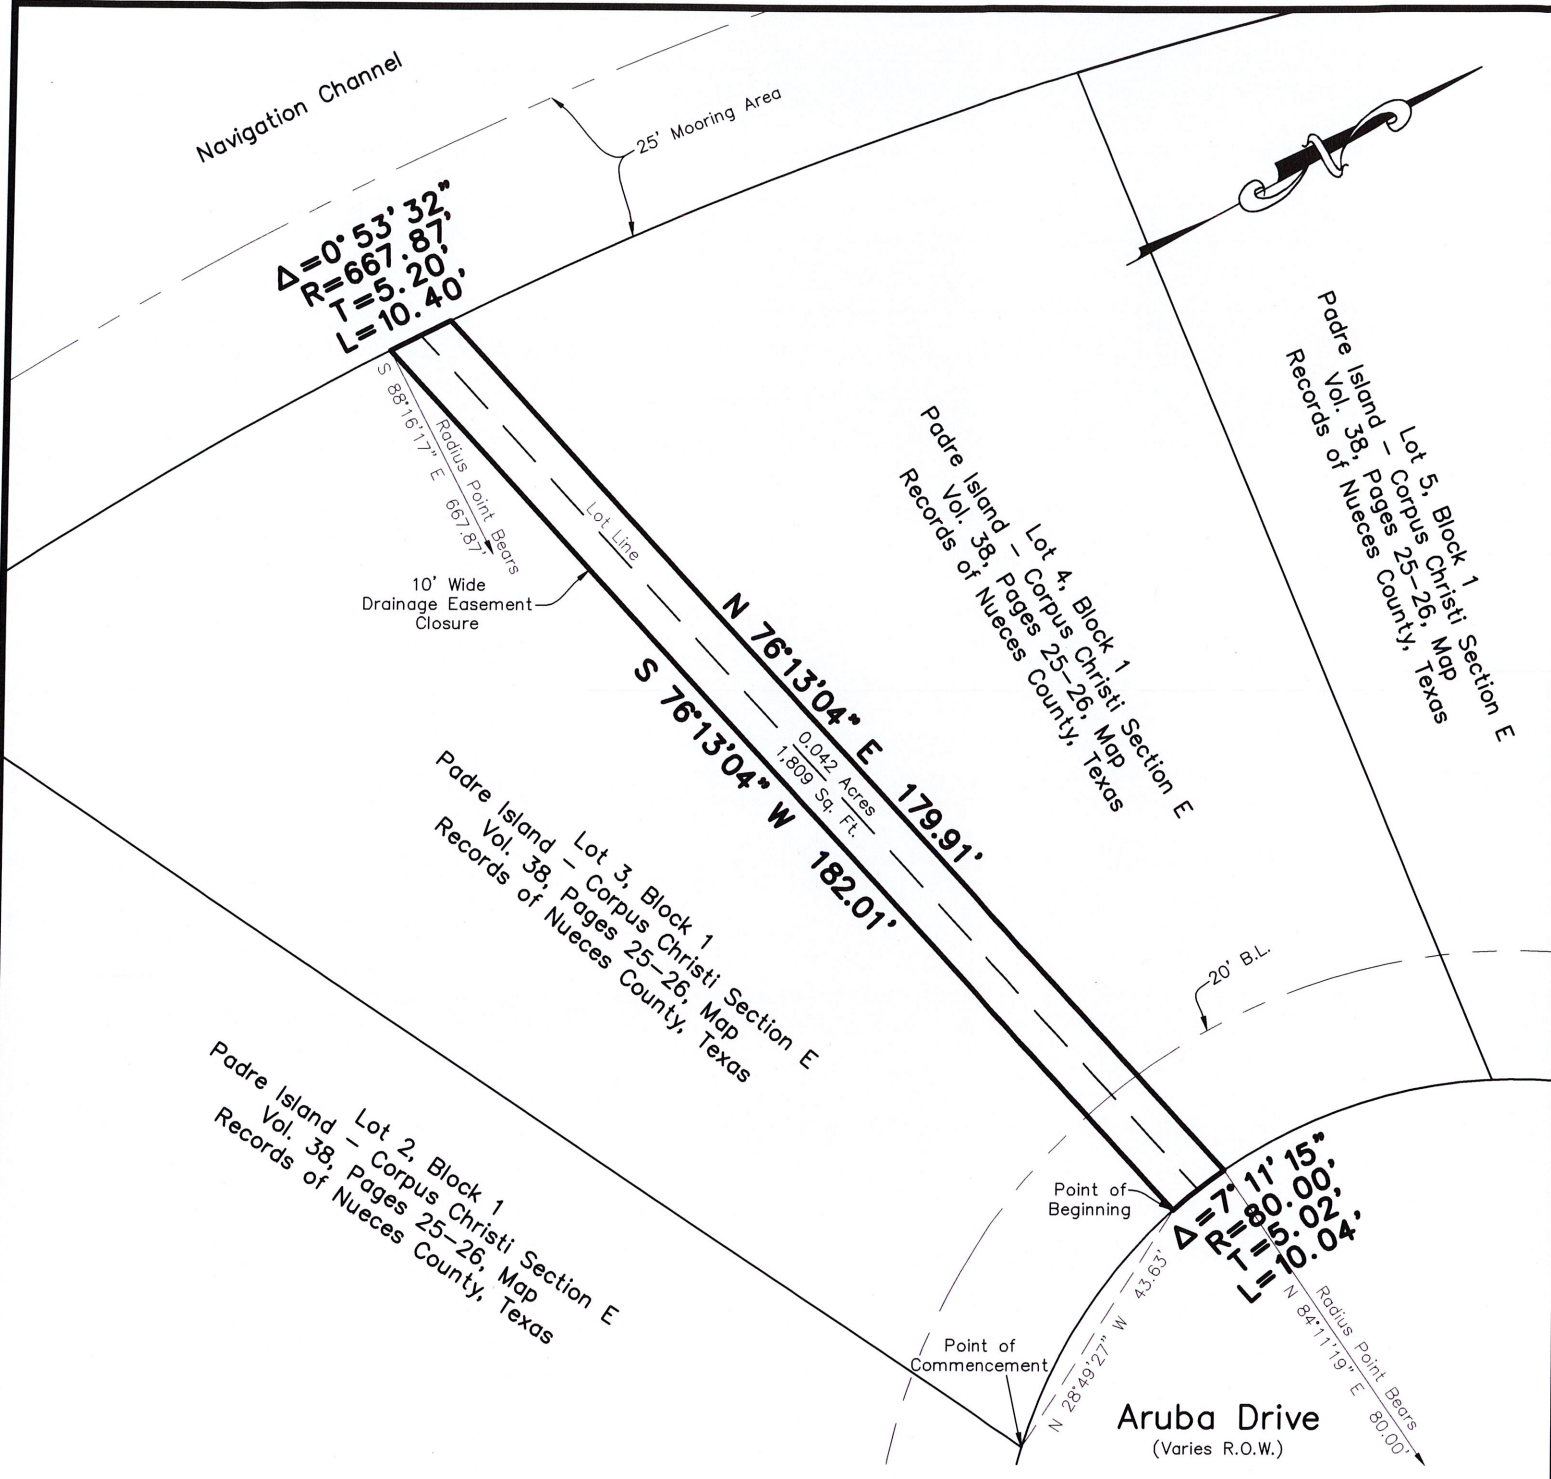 Navigation Channel
25' Mooring Area
Δ=0°53'32"
R=667.87'
T=5.20'
L=10.40'
N
S 88°16'17" E 667.87'
Radius Point Bears
Lot Line
10' Wide
Drainage Easement
Closure
N 76°13'04" E 179.91'
0.042 Acres
1,809 Sq. Ft.
S 76°13'04" W 182.01'
Lot 5, Block 1
Padre Island - Corpus Christi Section E
Vol. 38, Pages 25-26, Map
Records of Nueces County, Texas
Lot 4, Block 1
Padre Island - Corpus Christi Section E
Vol. 38, Pages 25-26, Map
Records of Nueces County, Texas
Lot 3, Block 1
Padre Island - Corpus Christi Section E
Vol. 38, Pages 25-26, Map
Records of Nueces County, Texas
Lot 2, Block 1
Padre Island - Corpus Christi Section E
Vol. 38, Pages 25-26, Map
Records of Nueces County, Texas
20' B.L.
Point of
Beginning
Δ=7°11'15"
R=80.00'
T=5.02'
L=10.04'
Radius Point Bears
N 84°11'19" E 80.00'
N 28°49'27" W 43.63'
Point of
Commencement
Aruba Drive
(Varies R.O.W.)